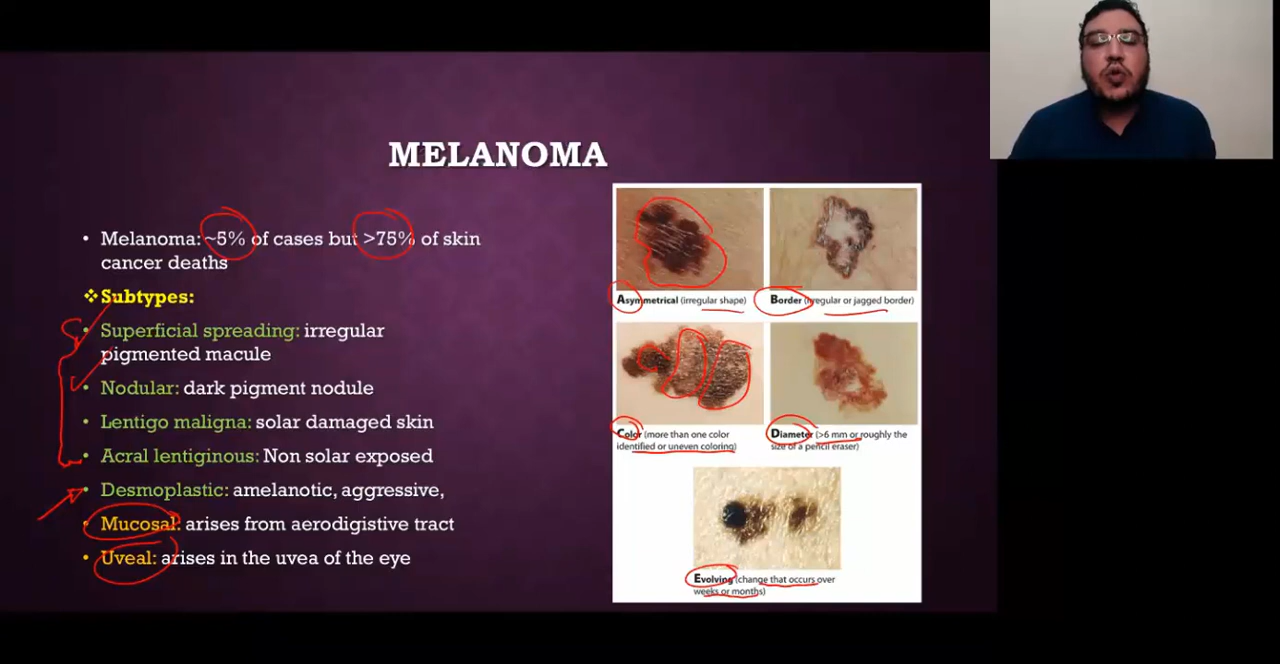 MELANOMA
• Melanoma: ~5% of cases but >75% of skin
cancer deaths
❖Subtypes:
• Superficial spreading: irregular
pigmented macule
• Nodular: dark pigment nodule
• Lentigo maligna: solar damaged skin
• Acral lentiginous: Non solar exposed
• Desmoplastic: amelanotic, aggressive,
• Mucosal: arises from aerodigistive tract
• Uveal: arises in the uvea of the eye
Asymmetrical (irregular shape)
Border (irregular or jagged border)
Color (more than one color
identified or uneven coloring)
Diameter (>6 mm or roughly the
size of a pencil eraser)
Evolving (change that occurs over
weeks or months)